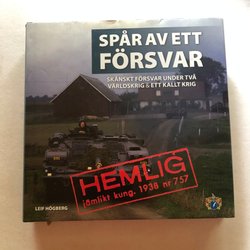 SPÅR AV ETT
FÖRSVAR
SKÅNSKT FÖRSVAR UNDER TVÅ
VÄRLDSKRIG & ETT KALLT KRIG
HEMLIG
jämlikt kung. 1938 nr 757
LEIF HÖGBERG